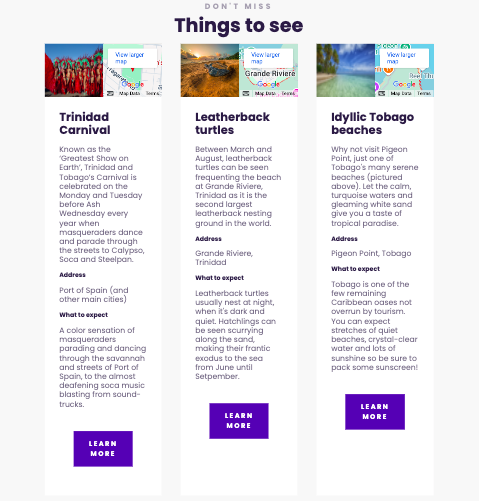 DON'T MISS
Things to see
View larger
map
Google
Map Data Terms
Trinidad
Carnival
Known as the
‘Greatest Show on
Earth’, Trinidad and
Tobago’s Carnival is
celebrated on the
Monday and Tuesday
before Ash
Wednesday every
year when
masqueraders dance
and parade through
the streets to Calypso,
Soca and Steelpan.
Address
Port of Spain (and
other main cities)
What to expect
A color sensation of
masqueraders
parading and dancing
through the savannah
and streets of Port of
Spain, to the almost
deafening soca music
blasting from sound-
trucks.
LEARN
MORE
View larger
map
Grande Riviere
Google
Map Data Terms
Leatherback
turtles
Between March and
August, leatherback
turtles can be seen
frequenting the beach
at Grande Riviere,
Trinidad as it is the
second largest
leatherback nesting
ground in the world.
Address
Grande Riviere,
Trinidad
What to expect
Leatherback turtles
usually nest at night,
when it's dark and
quiet. Hatchlings can
be seen scurrying
along the sand,
making their frantic
exodus to the sea
from June until
Setpember.
LEARN
MORE
View larger
map
Google
Map Data Terms
Idyllic Tobago
beaches
Why not visit Pigeon
Point, just one of
Tobago's many serene
beaches (pictured
above). Let the calm,
turquoise waters and
gleaming white sand
give you a taste of
tropical paradise.
Address
Pigeon Point, Tobago
What to expect
Tobago is one of the
few remaining
Caribbean oases not
overrun by tourism.
You can expect
stretches of quiet
beaches, crystal-clear
water and lots of
sunshine so be sure to
pack some sunscreen!
LEARN
MORE